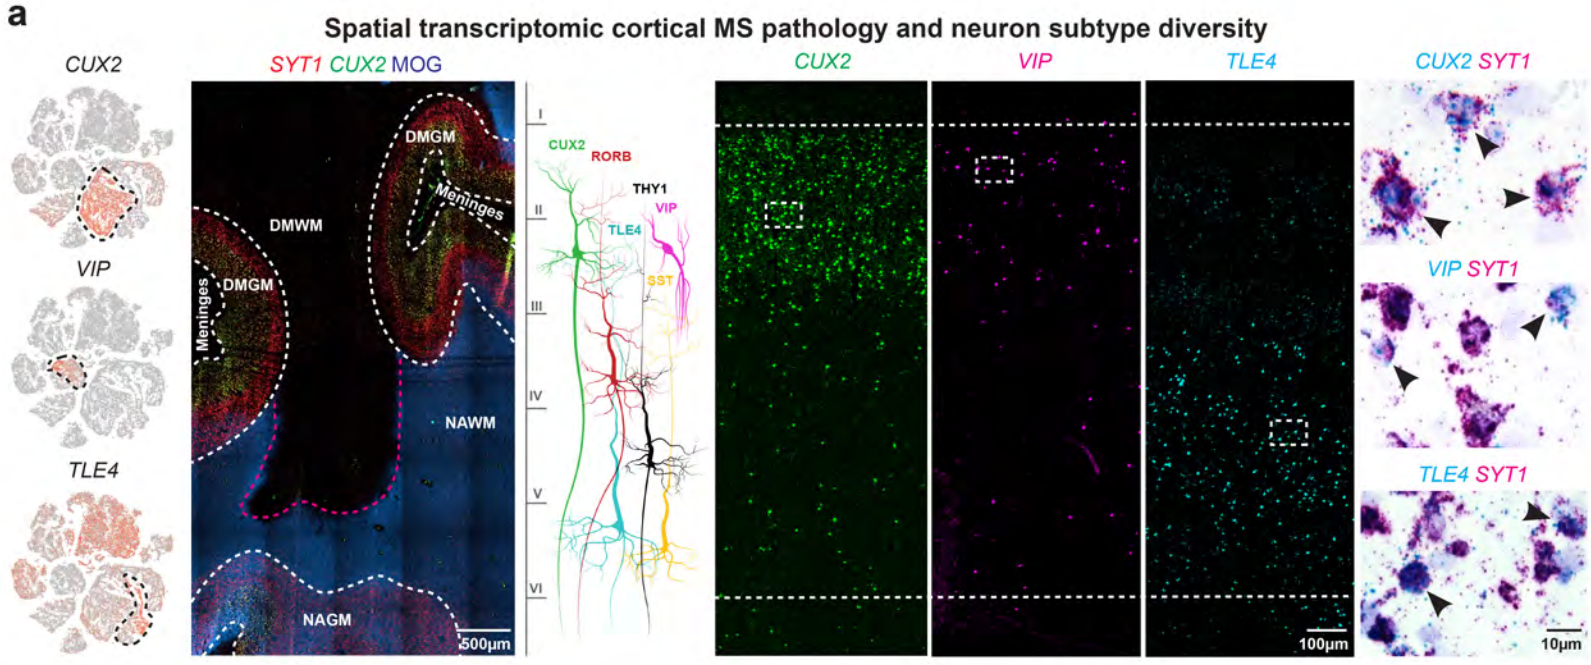 a
Spatial transcriptomic cortical MS pathology and neuron subtype diversity
CUX2
VIP
TLE4
SYT1 CUX2 MOG
DMGM
Meninges
DMWM
DMGM
Meninges
NAWM
NAGM
500µm
I
II
III
IV
V
VI
CUX2
RORB
THY1
VIP
TLE4
SST
CUX2
VIP
TLE4
100µm
CUX2 SYT1
VIP SYT1
TLE4 SYT1
10µm